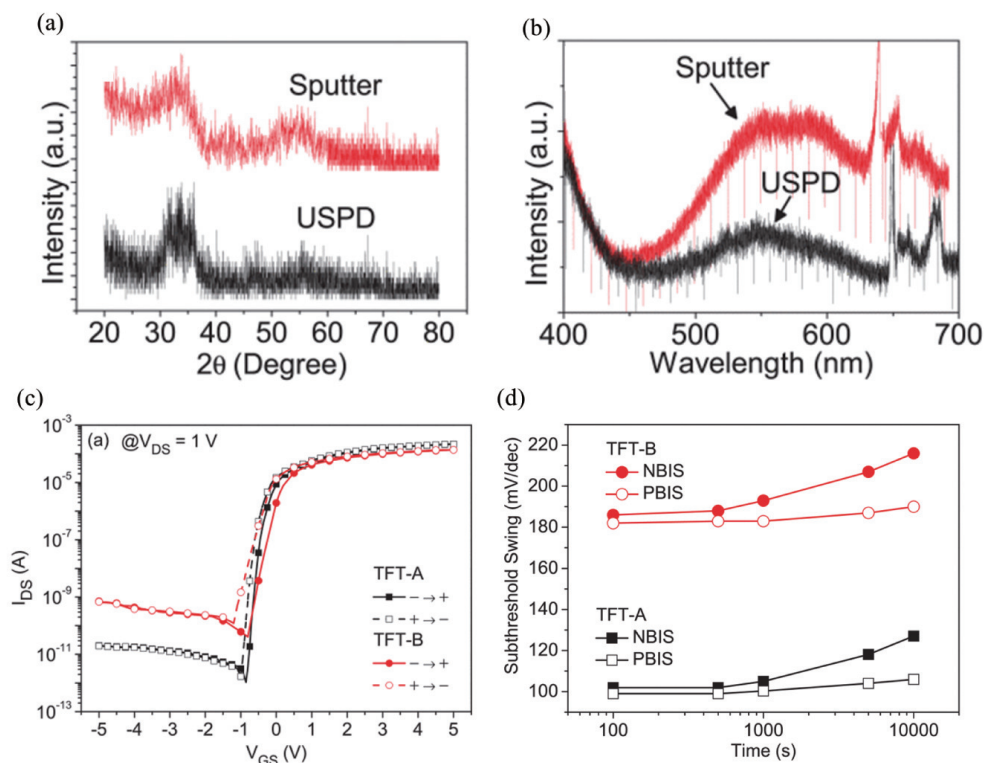 (a)
Sputter
USPD
Intensity (a.u.)
20 30 40 50 60 70 80
2θ (Degree)
(b)
Sputter
USPD
Intensity (a.u.)
400 500 600 700
Wavelength (nm)
(c)
(a) @V_DS = 1 V
10^-3
10^-5
10^-7
10^-9
10^-11
10^-13
I_DS (A)
TFT-A
− → +
+ → −
TFT-B
− → +
+ → −
-5 -4 -3 -2 -1 0 1 2 3 4 5
V_GS (V)
(d)
Subthreshold Swing (mV/dec)
220
200
180
160
140
120
100
TFT-B
NBIS
PBIS
TFT-A
NBIS
PBIS
100 1000 10000
Time (s)